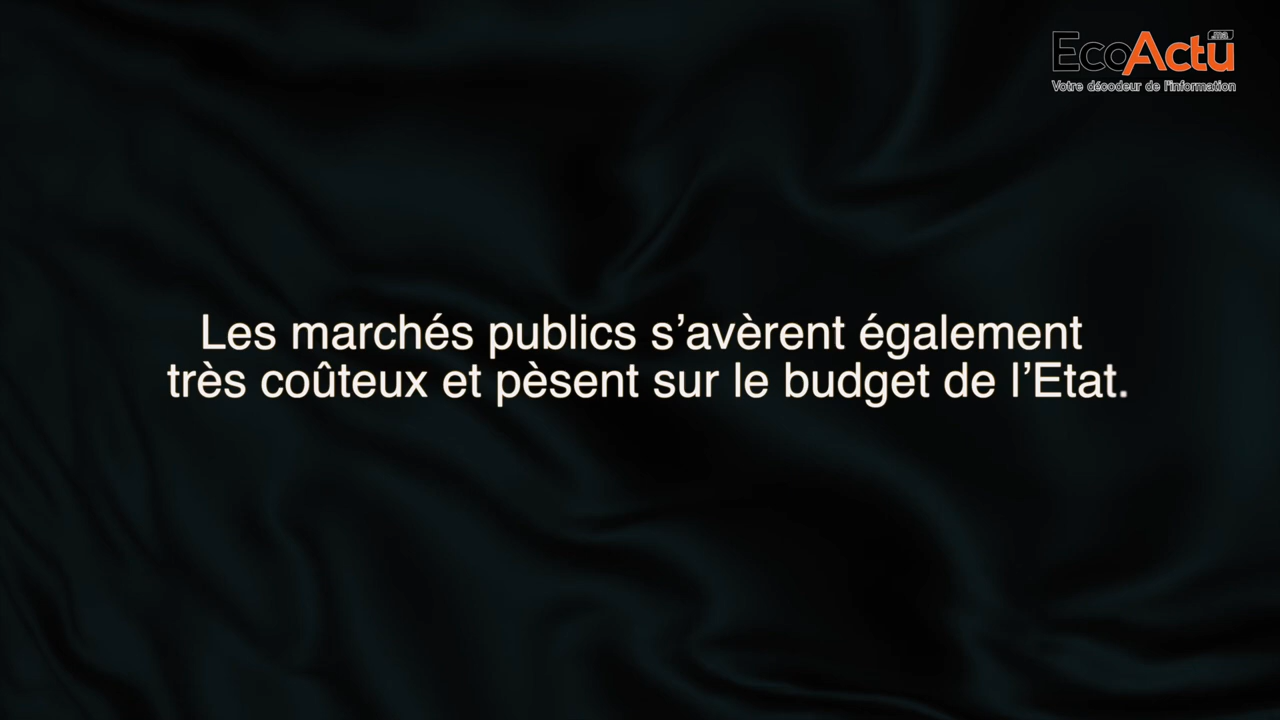 EcoActu
.ma
Votre décodeur de l'information
Les marchés publics s’avèrent également
très coûteux et pèsent sur le budget de l’Etat.